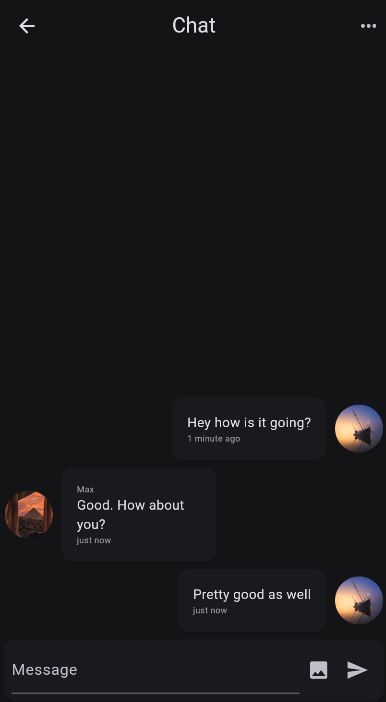 Chat
Hey how is it going?
1 minute ago
Max
Good. How about
you?
just now
Pretty good as well
just now
Message